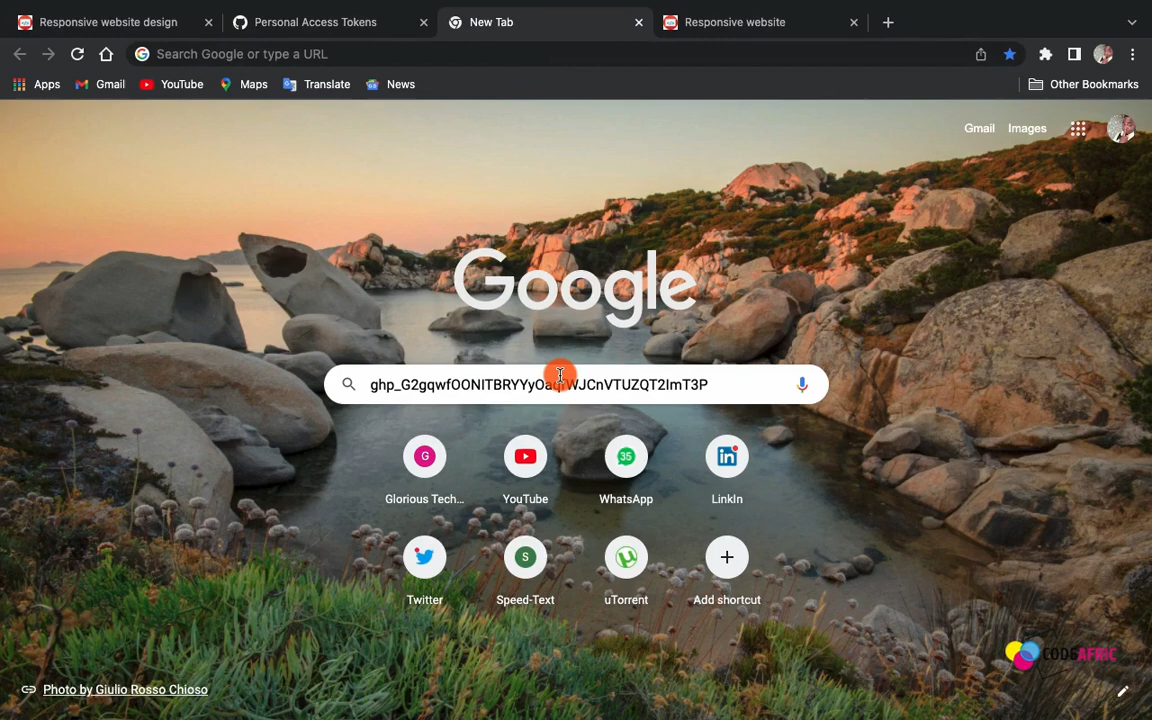 Responsive website design
Personal Access Tokens
New Tab
Responsive website
Search Google or type a URL
Apps
Gmail
YouTube
Maps
Translate
News
Other Bookmarks
Gmail
Images
Google
G
35
Glorious Tech...
YouTube
WhatsApp
LinkIn
S
Twitter
Speed-Text
uTorrent
Add shortcut
CODEAFRIC
Photo by Giulio Rosso Chioso